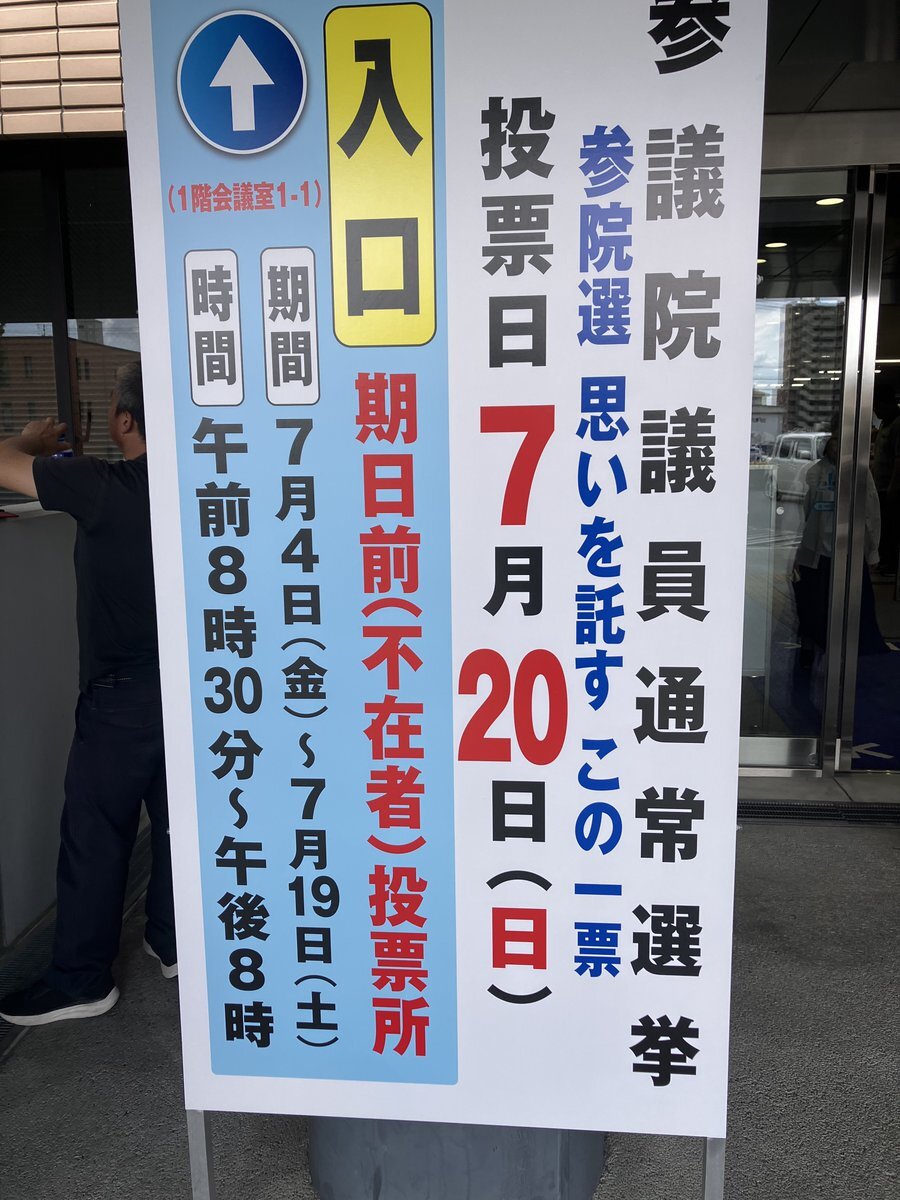 参議院議員通常選挙
参院選 思いを託す この一票
投票日 7月20日(日)
入口
期日前(不在者)投票所
期間 7月4日(金)~7月19日(土)
(1階会議室1-1)
時間 午前8時30分~午後8時